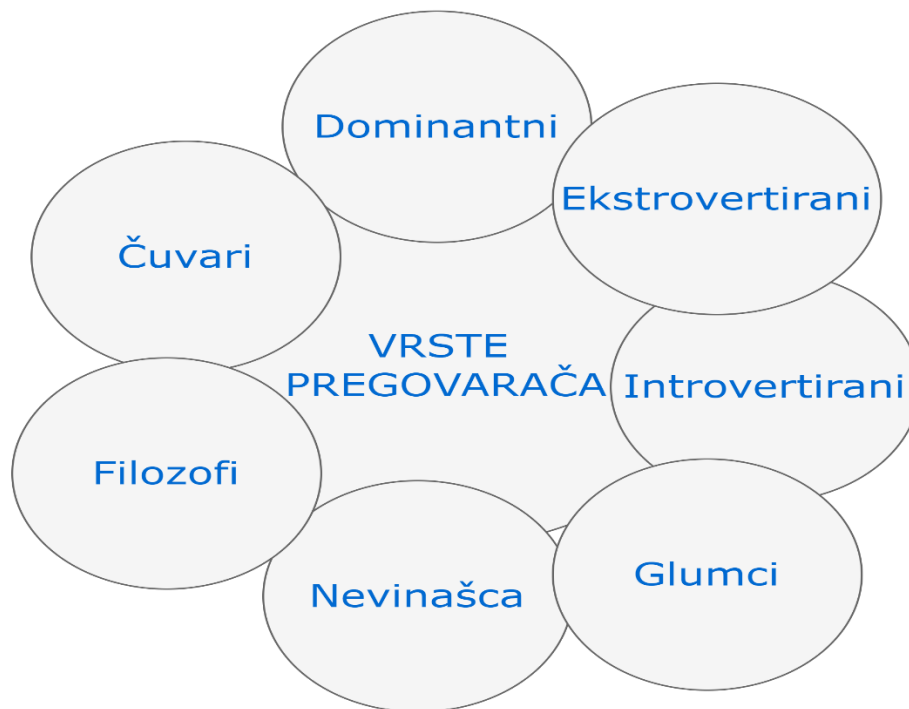 Dominantni
Ekstrovertirani
Čuvari
VRSTE
PREGOVARAČA
Introvertirani
Filozofi
Glumci
Nevinašca